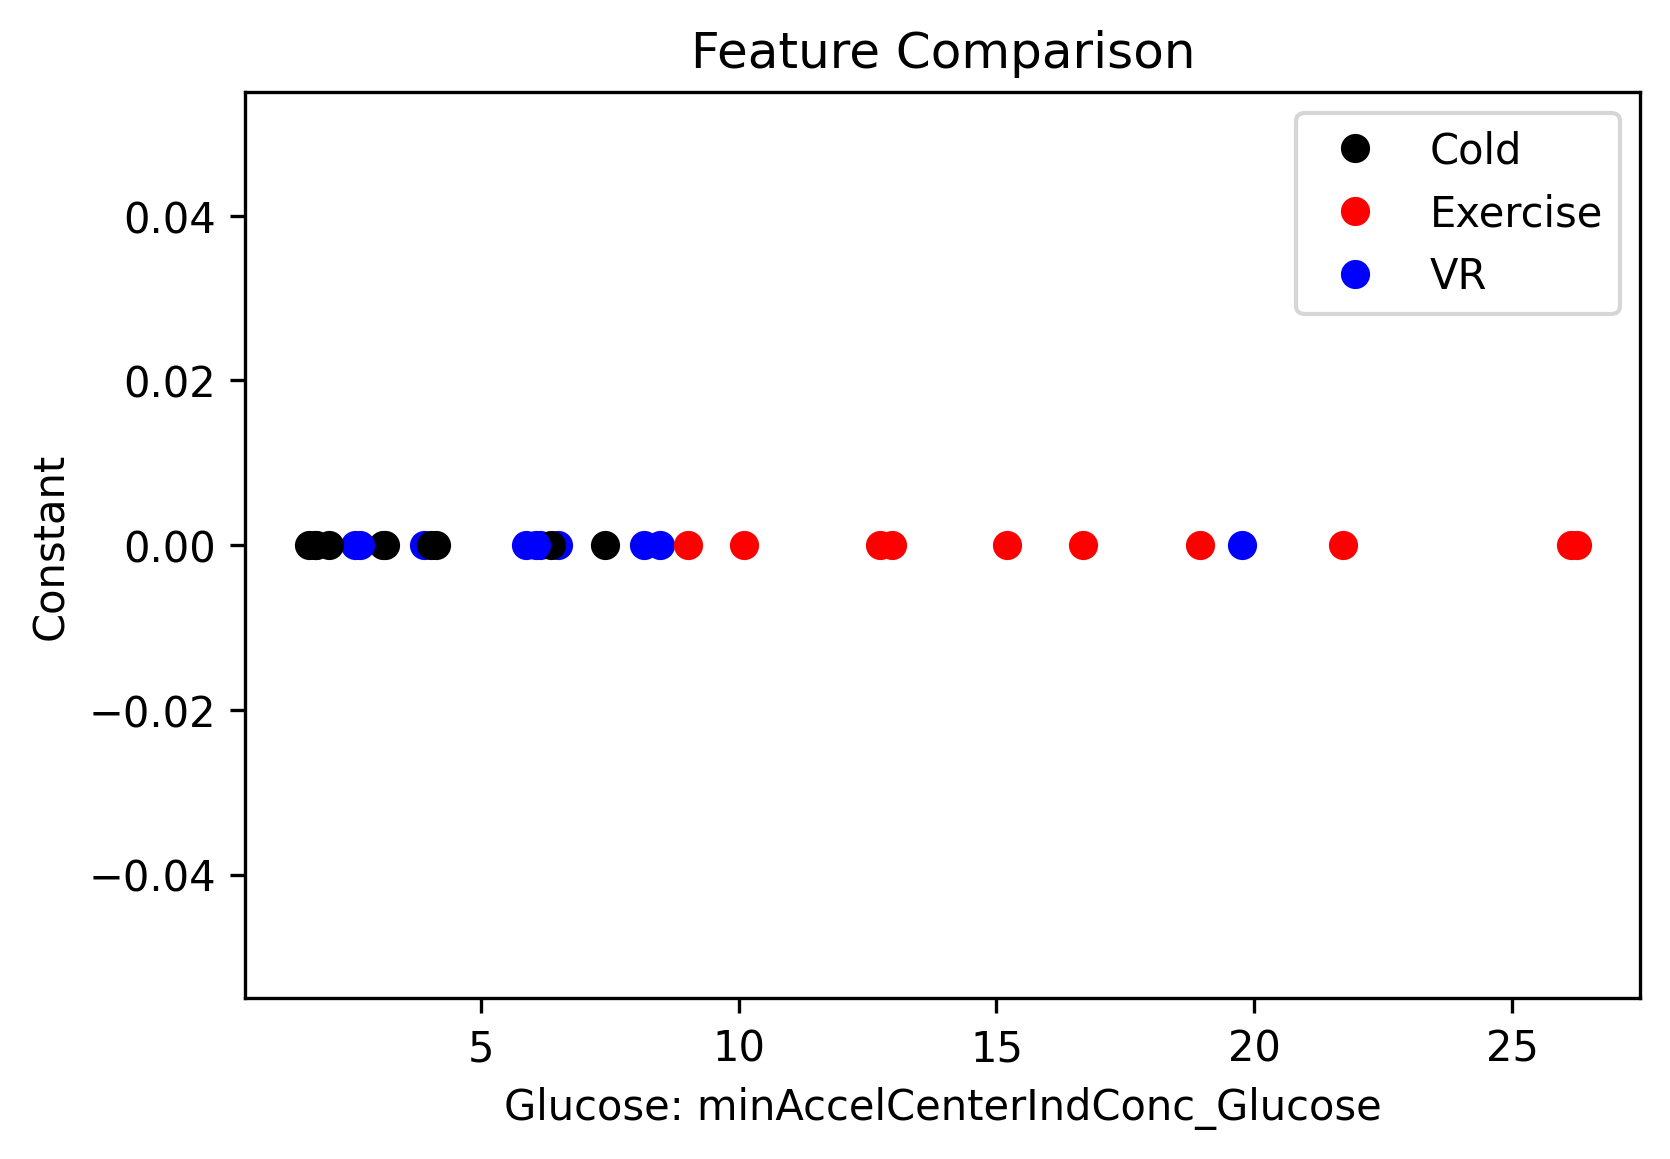 Feature Comparison
Cold
Exercise
VR
0.04
0.02
0.00
−0.02
−0.04
Constant
5 10 15 20 25
Glucose: minAccelCenterIndConc_Glucose